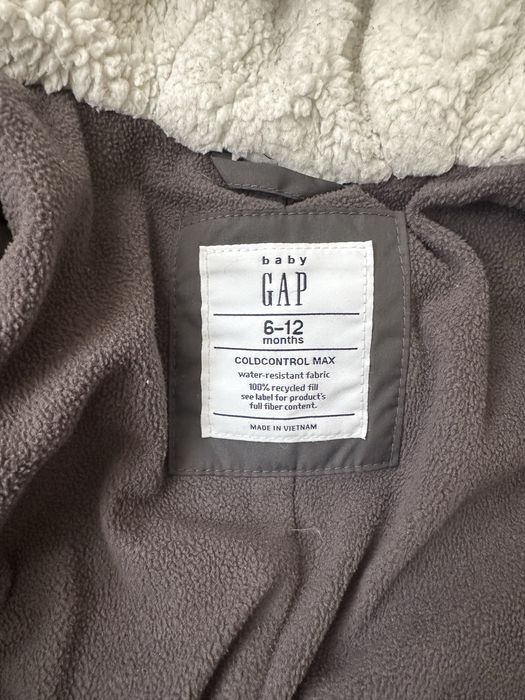 baby
GAP
6–12
months
COLDCONTROL MAX
water-resistant fabric
100% recycled fill
see label for product's
full fiber content.
MADE IN VIETNAM